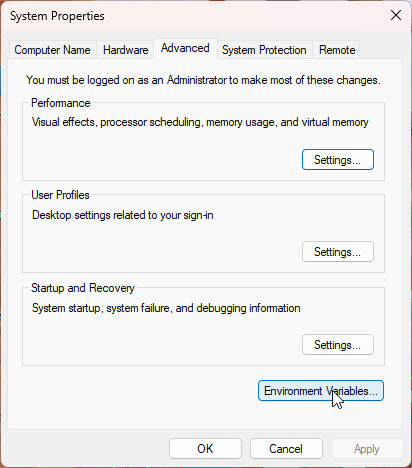 System Properties
Computer Name
Hardware
Advanced
System Protection
Remote
You must be logged on as an Administrator to make most of these changes.
Performance
Visual effects, processor scheduling, memory usage, and virtual memory
Settings...
User Profiles
Desktop settings related to your sign-in
Settings...
Startup and Recovery
System startup, system failure, and debugging information
Settings...
Environment Variables...
OK
Cancel
Apply